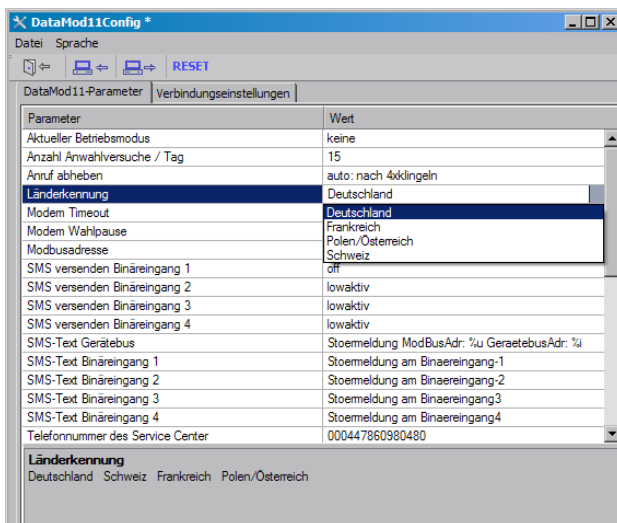 DataMod11Config *
Datei Sprache
RESET
DataMod11-Parameter Verbindungseinstellungen
Parameter Wert
Aktueller Betriebsmodus keine
Anzahl Anwahlversuche / Tag 15
Anruf abheben auto: nach 4xklingeln
Länderkennung Deutschland
Modem Timeout Deutschland
Modem Wahlpause Frankreich
Polen/Österreich
Modbusadresse Schweiz
SMS versenden Binäreingang 1 off
SMS versenden Binäreingang 2 lowaktiv
SMS versenden Binäreingang 3 lowaktiv
SMS versenden Binäreingang 4 lowaktiv
SMS-Text Gerätebus Stoermeldung ModBusAdr: %u GeraetebusAdr: %i
SMS-Text Binäreingang 1 Stoermeldung am Binaereingang-1
SMS-Text Binäreingang 2 Stoermeldung am Binaereingang-2
SMS-Text Binäreingang 3 Stoermeldung am Binaereingang3
SMS-Text Binäreingang 4 Stoermeldung am Binaereingang4
Telefonnummer des Service Center 000447860980480
Länderkennung
Deutschland Schweiz Frankreich Polen/Österreich